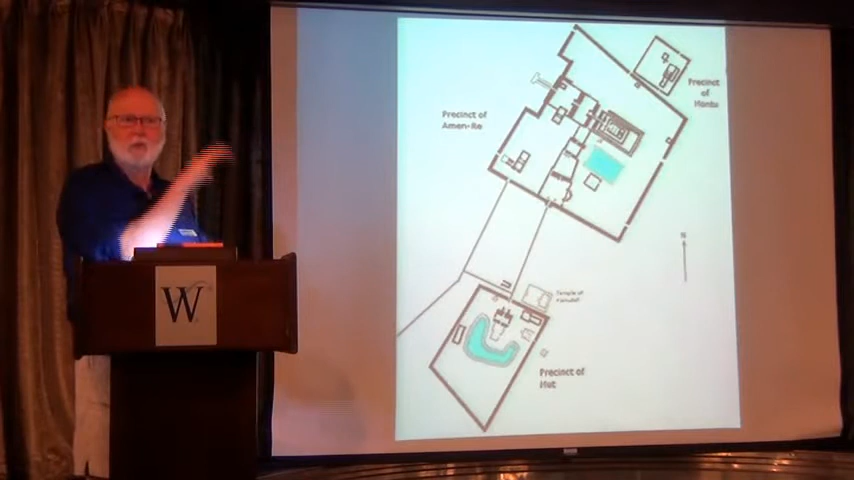 Precinct
of
Montu
Precinct of
Amen-Re
N
Temple of
Precinct of
Mut
W